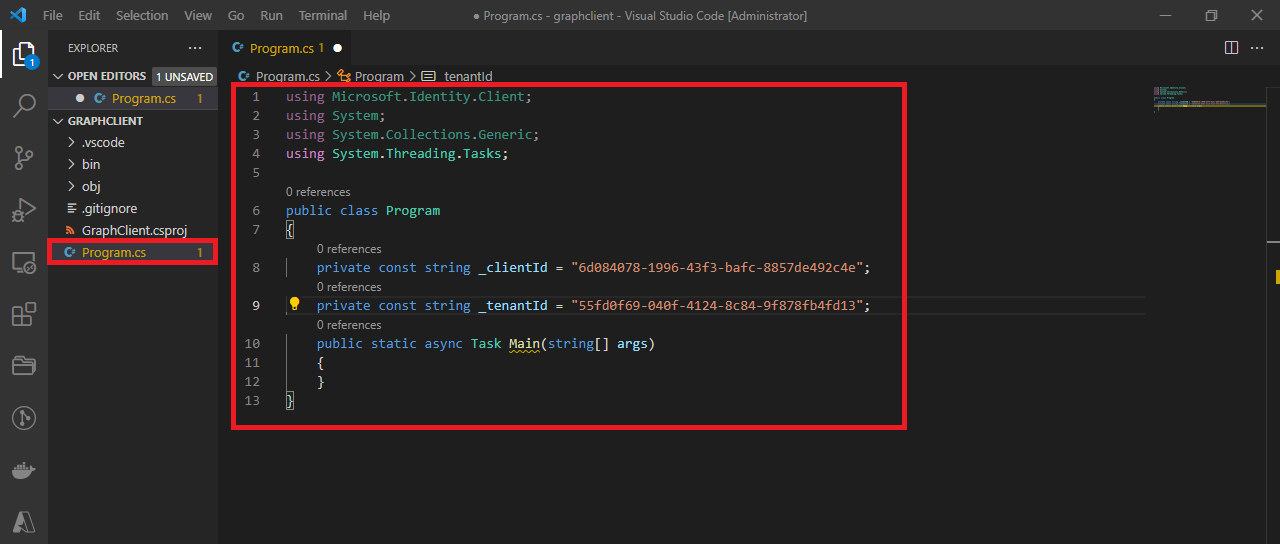 File Edit Selection View Go Run Terminal Help
● Program.cs - graphclient - Visual Studio Code [Administrator]
EXPLORER
OPEN EDITORS 1 UNSAVED
Program.cs 1
GRAPHCLIENT
.vscode
bin
obj
.gitignore
GraphClient.csproj
Program.cs 1
1
Program.cs 1
Program.cs > Program > _tenantId
1 using Microsoft.Identity.Client;
2 using System;
3 using System.Collections.Generic;
4 using System.Threading.Tasks;
5
0 references
6 public class Program
7 {
0 references
8 private const string _clientId = "6d084078-1996-43f3-bafc-8857de492c4e";
0 references
9 private const string _tenantId = "55fd0f69-040f-4124-8c84-9f878fb4fd13";
0 references
10 public static async Task Main(string[] args)
11 {
12 }
13 }